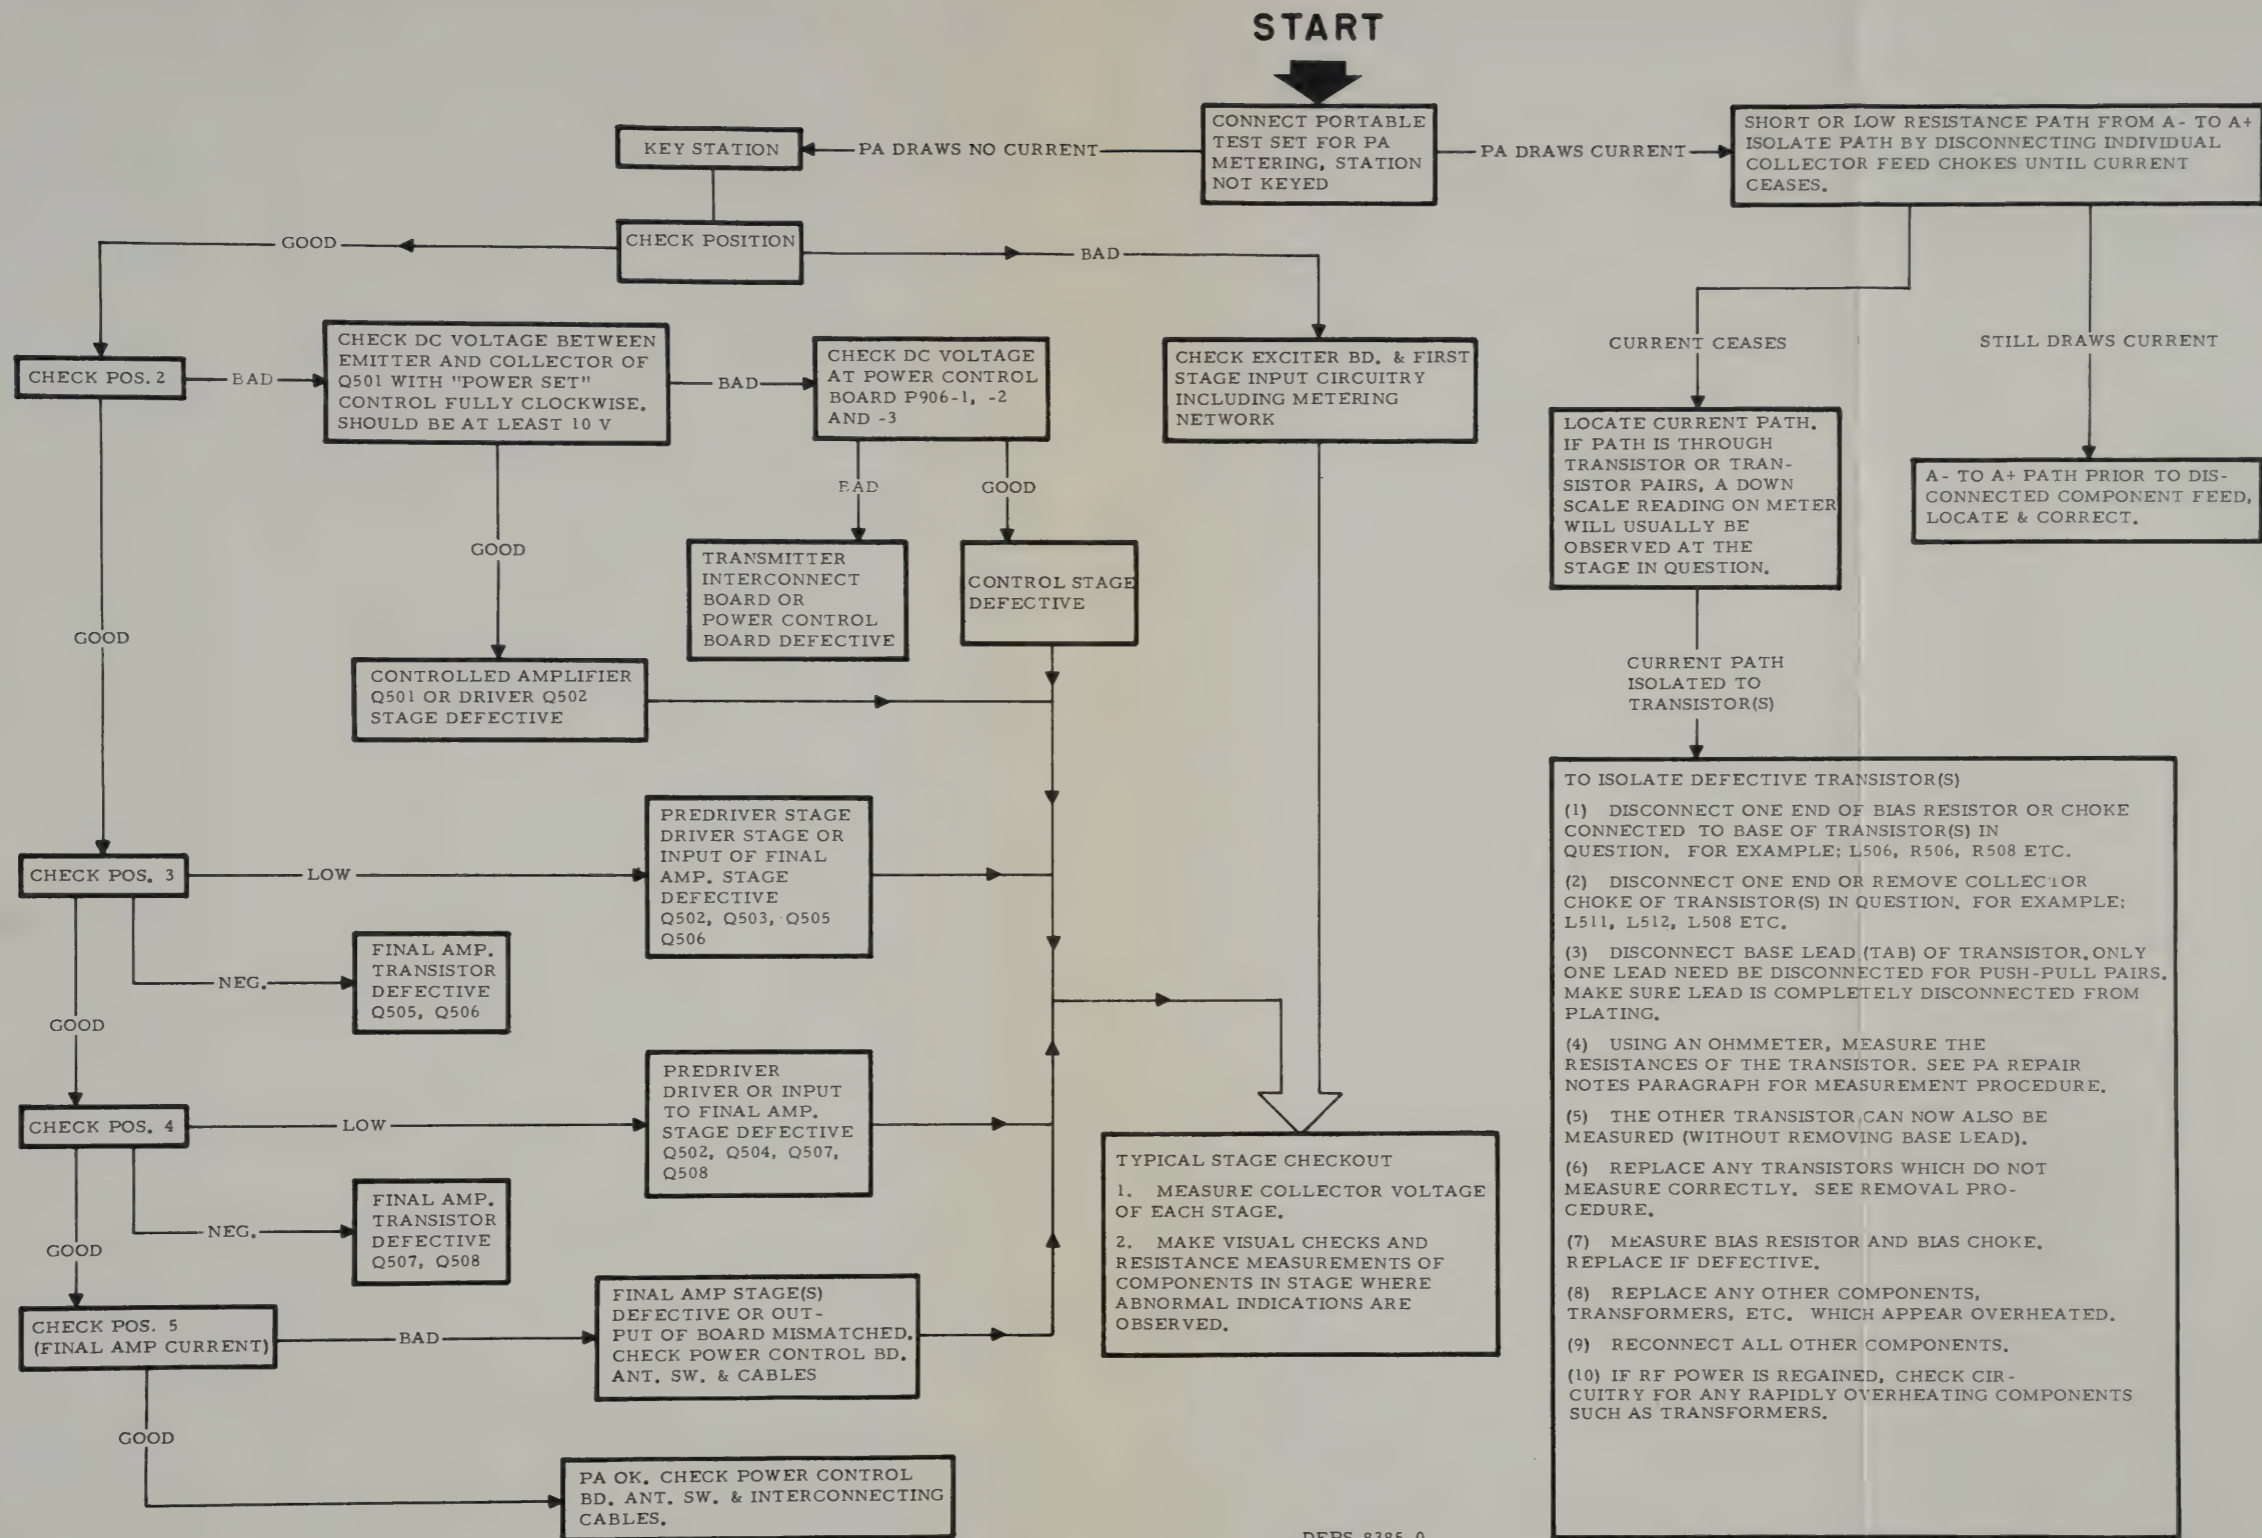 START
CONNECT PORTABLE
TEST SET FOR PA
METERING, STATION
NOT KEYED
PA DRAWS NO CURRENT
KEY STATION
PA DRAWS CURRENT
SHORT OR LOW RESISTANCE PATH FROM A- TO A+
ISOLATE PATH BY DISCONNECTING INDIVIDUAL
COLLECTOR FEED CHOKES UNTIL CURRENT
CEASES.
CHECK POSITION
GOOD
BAD
CHECK POS. 2
BAD
CHECK DC VOLTAGE BETWEEN
EMITTER AND COLLECTOR OF
Q501 WITH "POWER SET"
CONTROL FULLY CLOCKWISE.
SHOULD BE AT LEAST 10 V
BAD
CHECK DC VOLTAGE
AT POWER CONTROL
BOARD P906-1, -2
AND -3
CHECK EXCITER BD. & FIRST
STAGE INPUT CIRCUITRY
INCLUDING METERING
NETWORK
CURRENT CEASES
STILL DRAWS CURRENT
LOCATE CURRENT PATH.
IF PATH IS THROUGH
TRANSISTOR OR TRAN-
SISTOR PAIRS, A DOWN
SCALE READING ON METER
WILL USUALLY BE
OBSERVED AT THE
STAGE IN QUESTION.
A- TO A+ PATH PRIOR TO DIS-
CONNECTED COMPONENT FEED,
LOCATE & CORRECT.
BAD
GOOD
GOOD
TRANSMITTER
INTERCONNECT
BOARD OR
POWER CONTROL
BOARD DEFECTIVE
CONTROL STAGE
DEFECTIVE
GOOD
CONTROLLED AMPLIFIER
Q501 OR DRIVER Q502
STAGE DEFECTIVE
CURRENT PATH
ISOLATED TO
TRANSISTOR(S)
CHECK POS. 3
LOW
PREDRIVER STAGE
DRIVER STAGE OR
INPUT OF FINAL
AMP. STAGE
DEFECTIVE
Q502, Q503, Q505
Q506
NEG.
FINAL AMP.
TRANSISTOR
DEFECTIVE
Q505, Q506
GOOD
CHECK POS. 4
LOW
PREDRIVER
DRIVER OR INPUT
TO FINAL AMP.
STAGE DEFECTIVE
Q502, Q504, Q507,
Q508
NEG.
FINAL AMP.
TRANSISTOR
DEFECTIVE
Q507, Q508
GOOD
CHECK POS. 5
(FINAL AMP CURRENT)
BAD
FINAL AMP STAGE(S)
DEFECTIVE OR OUT-
PUT OF BOARD MISMATCHED.
CHECK POWER CONTROL BD.
ANT. SW. & CABLES
GOOD
PA OK. CHECK POWER CONTROL
BD. ANT. SW. & INTERCONNECTING
CABLES.
TYPICAL STAGE CHECKOUT
1. MEASURE COLLECTOR VOLTAGE
OF EACH STAGE.
2. MAKE VISUAL CHECKS AND
RESISTANCE MEASUREMENTS OF
COMPONENTS IN STAGE WHERE
ABNORMAL INDICATIONS ARE
OBSERVED.
TO ISOLATE DEFECTIVE TRANSISTOR(S)
(1) DISCONNECT ONE END OF BIAS RESISTOR OR CHOKE
CONNECTED TO BASE OF TRANSISTOR(S) IN
QUESTION. FOR EXAMPLE: L506, R506, R508 ETC.
(2) DISCONNECT ONE END OR REMOVE COLLECTOR
CHOKE OF TRANSISTOR(S) IN QUESTION. FOR EXAMPLE:
L511, L512, L508 ETC.
(3) DISCONNECT BASE LEAD (TAB) OF TRANSISTOR. ONLY
ONE LEAD NEED BE DISCONNECTED FOR PUSH-PULL PAIRS.
MAKE SURE LEAD IS COMPLETELY DISCONNECTED FROM
PLATING.
(4) USING AN OHMMETER, MEASURE THE
RESISTANCES OF THE TRANSISTOR. SEE PA REPAIR
NOTES PARAGRAPH FOR MEASUREMENT PROCEDURE.
(5) THE OTHER TRANSISTOR CAN NOW ALSO BE
MEASURED (WITHOUT REMOVING BASE LEAD).
(6) REPLACE ANY TRANSISTORS WHICH DO NOT
MEASURE CORRECTLY. SEE REMOVAL PRO-
CEDURE.
(7) MEASURE BIAS RESISTOR AND BIAS CHOKE.
REPLACE IF DEFECTIVE.
(8) REPLACE ANY OTHER COMPONENTS,
TRANSFORMERS, ETC. WHICH APPEAR OVERHEATED.
(9) RECONNECT ALL OTHER COMPONENTS.
(10) IF RF POWER IS REGAINED, CHECK CIR-
CUITRY FOR ANY RAPIDLY OVERHEATING COMPONENTS
SUCH AS TRANSFORMERS.